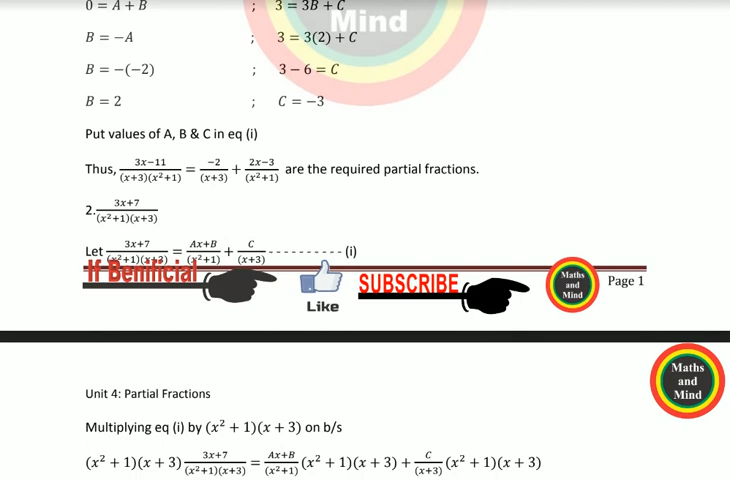 0 = A + B ; 3 = 3B + C
Mind
B = −A ; 3 = 3(2) + C
B = −(−2) ; 3 − 6 = C
B = 2 ; C = −3
Put values of A, B & C in eq (i)
Thus, (3x−11)/((x+3)(x²+1)) = (−2)/((x+3)) + (2x−3)/((x²+1)) are the required partial fractions.
2. (3x+7)/((x²+1)(x+3))
Let (3x+7)/((x²+1)(x+3)) = (Ax+B)/((x²+1)) + C/((x+3)) - - - - - - - - - - (i)
If Benificial
Like
SUBSCRIBE
Maths
and
Mind
Page 1
Maths
and
Mind
Unit 4: Partial Fractions
Multiplying eq (i) by (x² + 1)(x + 3) on b/s
(x² + 1)(x + 3) (3x+7)/((x²+1)(x+3)) = (Ax+B)/((x²+1)) (x² + 1)(x + 3) + C/((x+3)) (x² + 1)(x + 3)